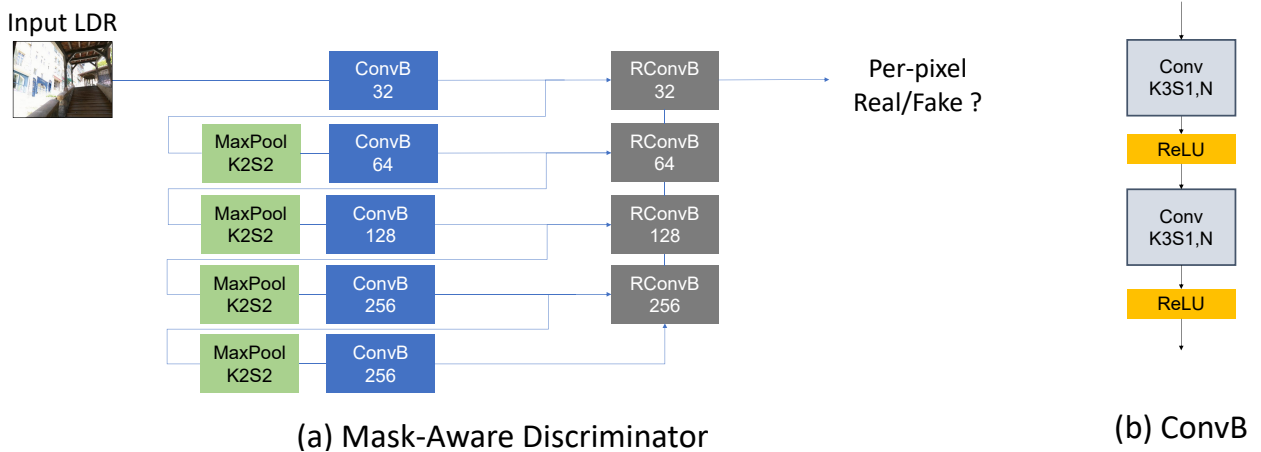 Input LDR
ConvB
32
RConvB
32
Per-pixel
Real/Fake ?
MaxPool
K2S2
ConvB
64
RConvB
64
MaxPool
K2S2
ConvB
128
RConvB
128
MaxPool
K2S2
ConvB
256
RConvB
256
MaxPool
K2S2
ConvB
256
(a) Mask-Aware Discriminator
Conv
K3S1,N
ReLU
Conv
K3S1,N
ReLU
(b) ConvB